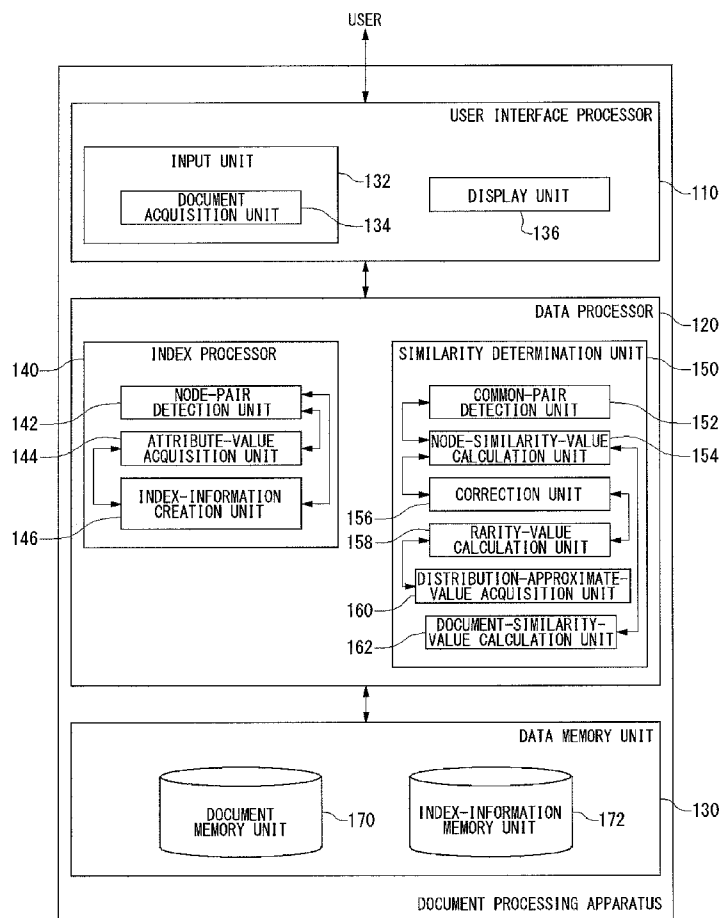 USER
USER INTERFACE PROCESSOR
INPUT UNIT
132
DOCUMENT
ACQUISITION UNIT
134
DISPLAY UNIT
136
110
DATA PROCESSOR
120
140
INDEX PROCESSOR
142
NODE-PAIR
DETECTION UNIT
144
ATTRIBUTE-VALUE
ACQUISITION UNIT
146
INDEX-INFORMATION
CREATION UNIT
SIMILARITY DETERMINATION UNIT
150
COMMON-PAIR
DETECTION UNIT
152
NODE-SIMILARITY-VALUE
CALCULATION UNIT
154
CORRECTION UNIT
156
RARITY-VALUE
CALCULATION UNIT
158
DISTRIBUTION-APPROXIMATE-
VALUE ACQUISITION UNIT
160
DOCUMENT-SIMILARITY-
VALUE CALCULATION UNIT
162
DATA MEMORY UNIT
DOCUMENT
MEMORY UNIT
170
INDEX-INFORMATION
MEMORY UNIT
172
130
DOCUMENT PROCESSING APPARATUS